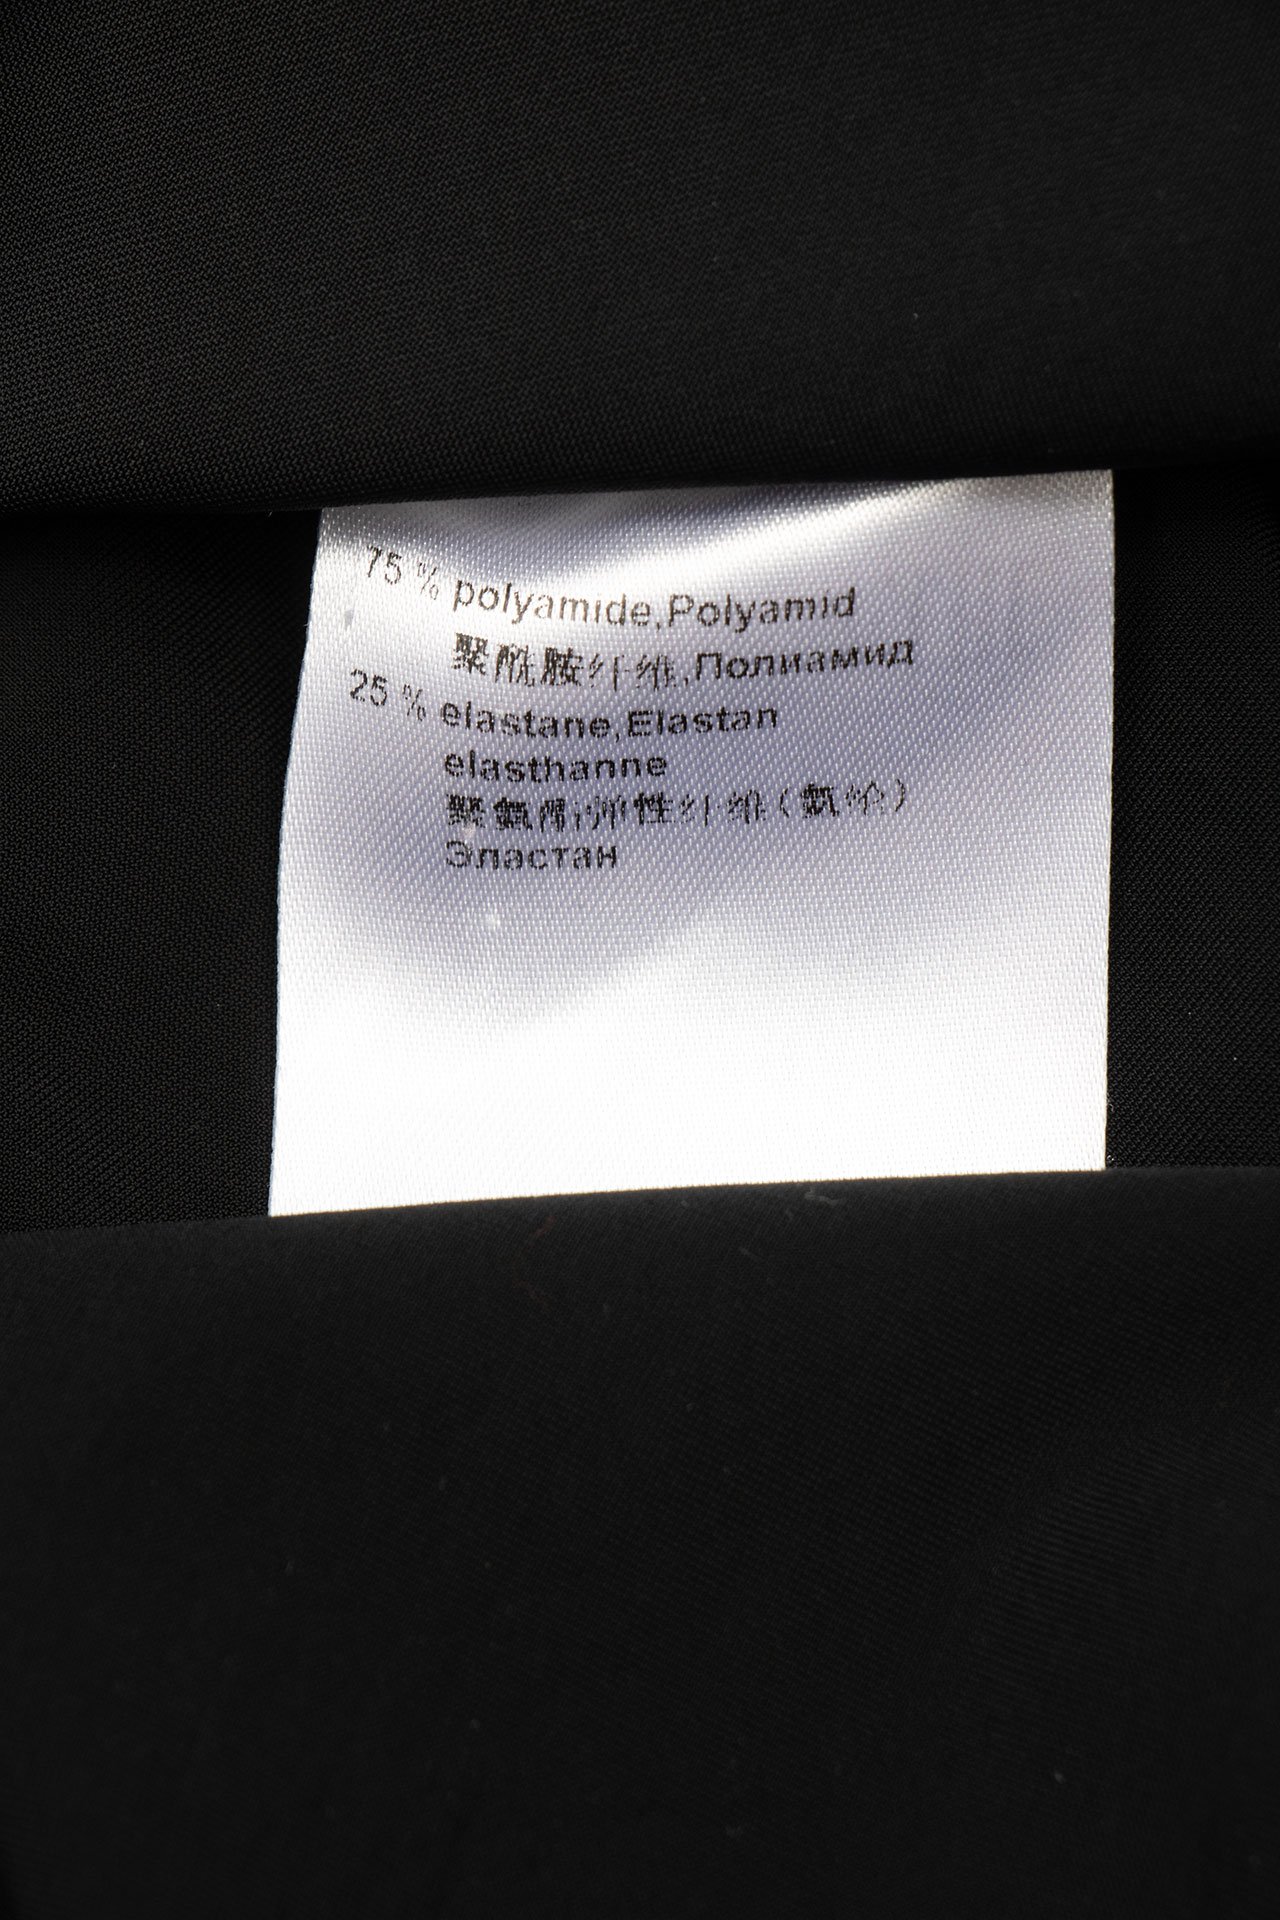 75 % polyamide,Polyamid
聚酰胺纤维,Полиамид
25 % elastane,Elastan
elasthanne
聚氨酯弹性纤维(氨纶)
Эластан